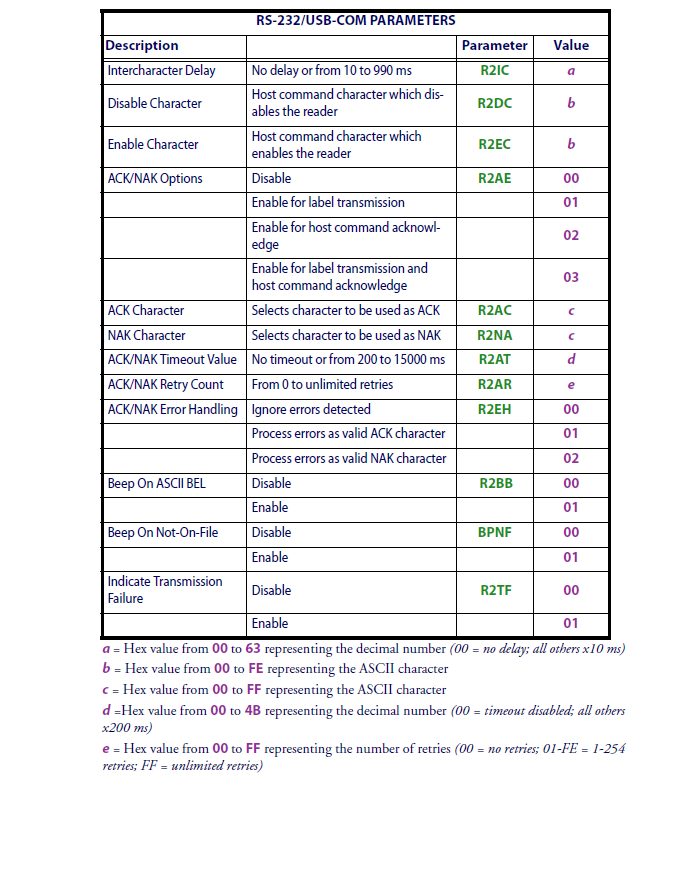 RS-232/USB-COM PARAMETERS
Description Parameter Value
Intercharacter Delay No delay or from 10 to 990 ms R2IC a
Disable Character Host command character which dis-
ables the reader R2DC b
Enable Character Host command character which
enables the reader R2EC b
ACK/NAK Options Disable R2AE 00
Enable for label transmission 01
Enable for host command acknowl-
edge 02
Enable for label transmission and
host command acknowledge 03
ACK Character Selects character to be used as ACK R2AC c
NAK Character Selects character to be used as NAK R2NA c
ACK/NAK Timeout Value No timeout or from 200 to 15000 ms R2AT d
ACK/NAK Retry Count From 0 to unlimited retries R2AR e
ACK/NAK Error Handling Ignore errors detected R2EH 00
Process errors as valid ACK character 01
Process errors as valid NAK character 02
Beep On ASCII BEL Disable R2BB 00
Enable 01
Beep On Not-On-File Disable BPNF 00
Enable 01
Indicate Transmission
Failure Disable R2TF 00
Enable 01
a = Hex value from 00 to 63 representing the decimal number (00 = no delay; all others x10 ms)
b = Hex value from 00 to FE representing the ASCII character
c = Hex value from 00 to FF representing the ASCII character
d =Hex value from 00 to 4B representing the decimal number (00 = timeout disabled; all others
x200 ms)
e = Hex value from 00 to FF representing the number of retries (00 = no retries; 01-FE = 1-254
retries; FF = unlimited retries)